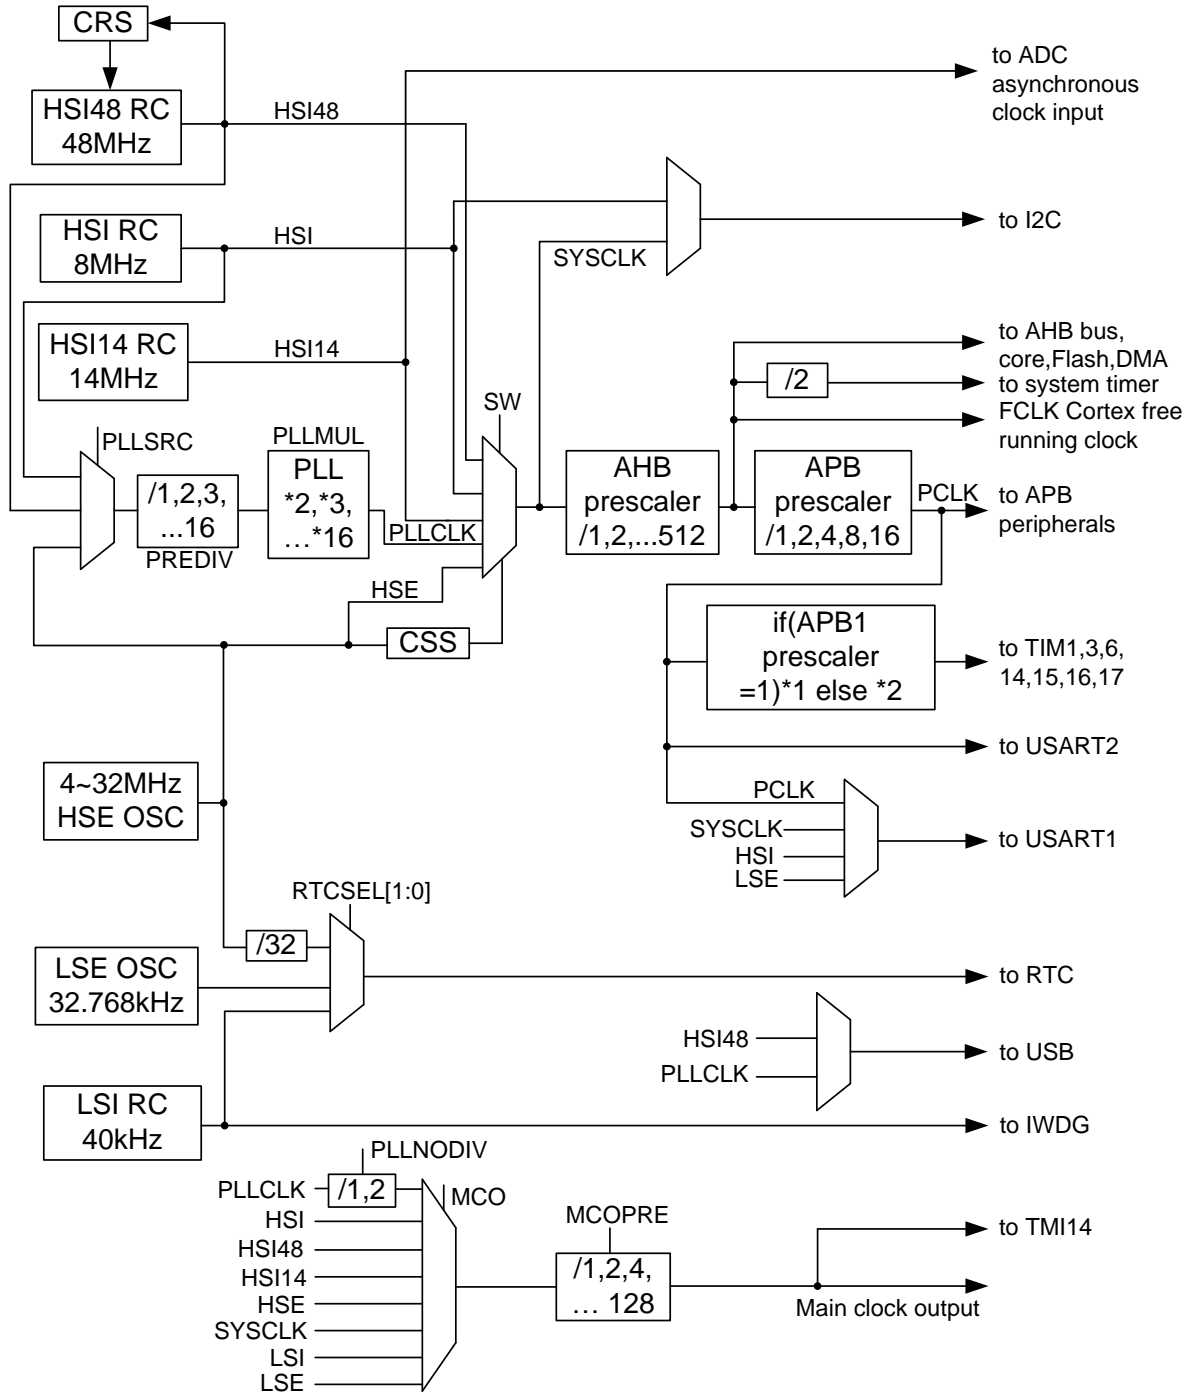 CRS
to ADC
asynchronous
clock input
HSI48 RC
48MHz
HSI48
HSI RC
8MHz
HSI
SYSCLK
to I2C
HSI14 RC
14MHz
HSI14
to AHB bus,
core,Flash,DMA
/2
to system timer
FCLK Cortex free
running clock
SW
PLLSRC
PLLMUL
/1,2,3,
...16
PREDIV
PLL
*2,*3,
…*16
PLLCLK
AHB
prescaler
/1,2,...512
APB
prescaler
/1,2,4,8,16
PCLK
to APB
peripherals
HSE
CSS
if(APB1
prescaler
=1)*1 else *2
to TIM1,3,6,
14,15,16,17
to USART2
4~32MHz
HSE OSC
PCLK
SYSCLK
HSI
LSE
to USART1
RTCSEL[1:0]
/32
LSE OSC
32.768kHz
to RTC
HSI48
PLLCLK
to USB
LSI RC
40kHz
to IWDG
PLLNODIV
PLLCLK
/1,2
MCO
HSI
HSI48
HSI14
HSE
SYSCLK
LSI
LSE
MCOPRE
/1,2,4,
… 128
to TMI14
Main clock output